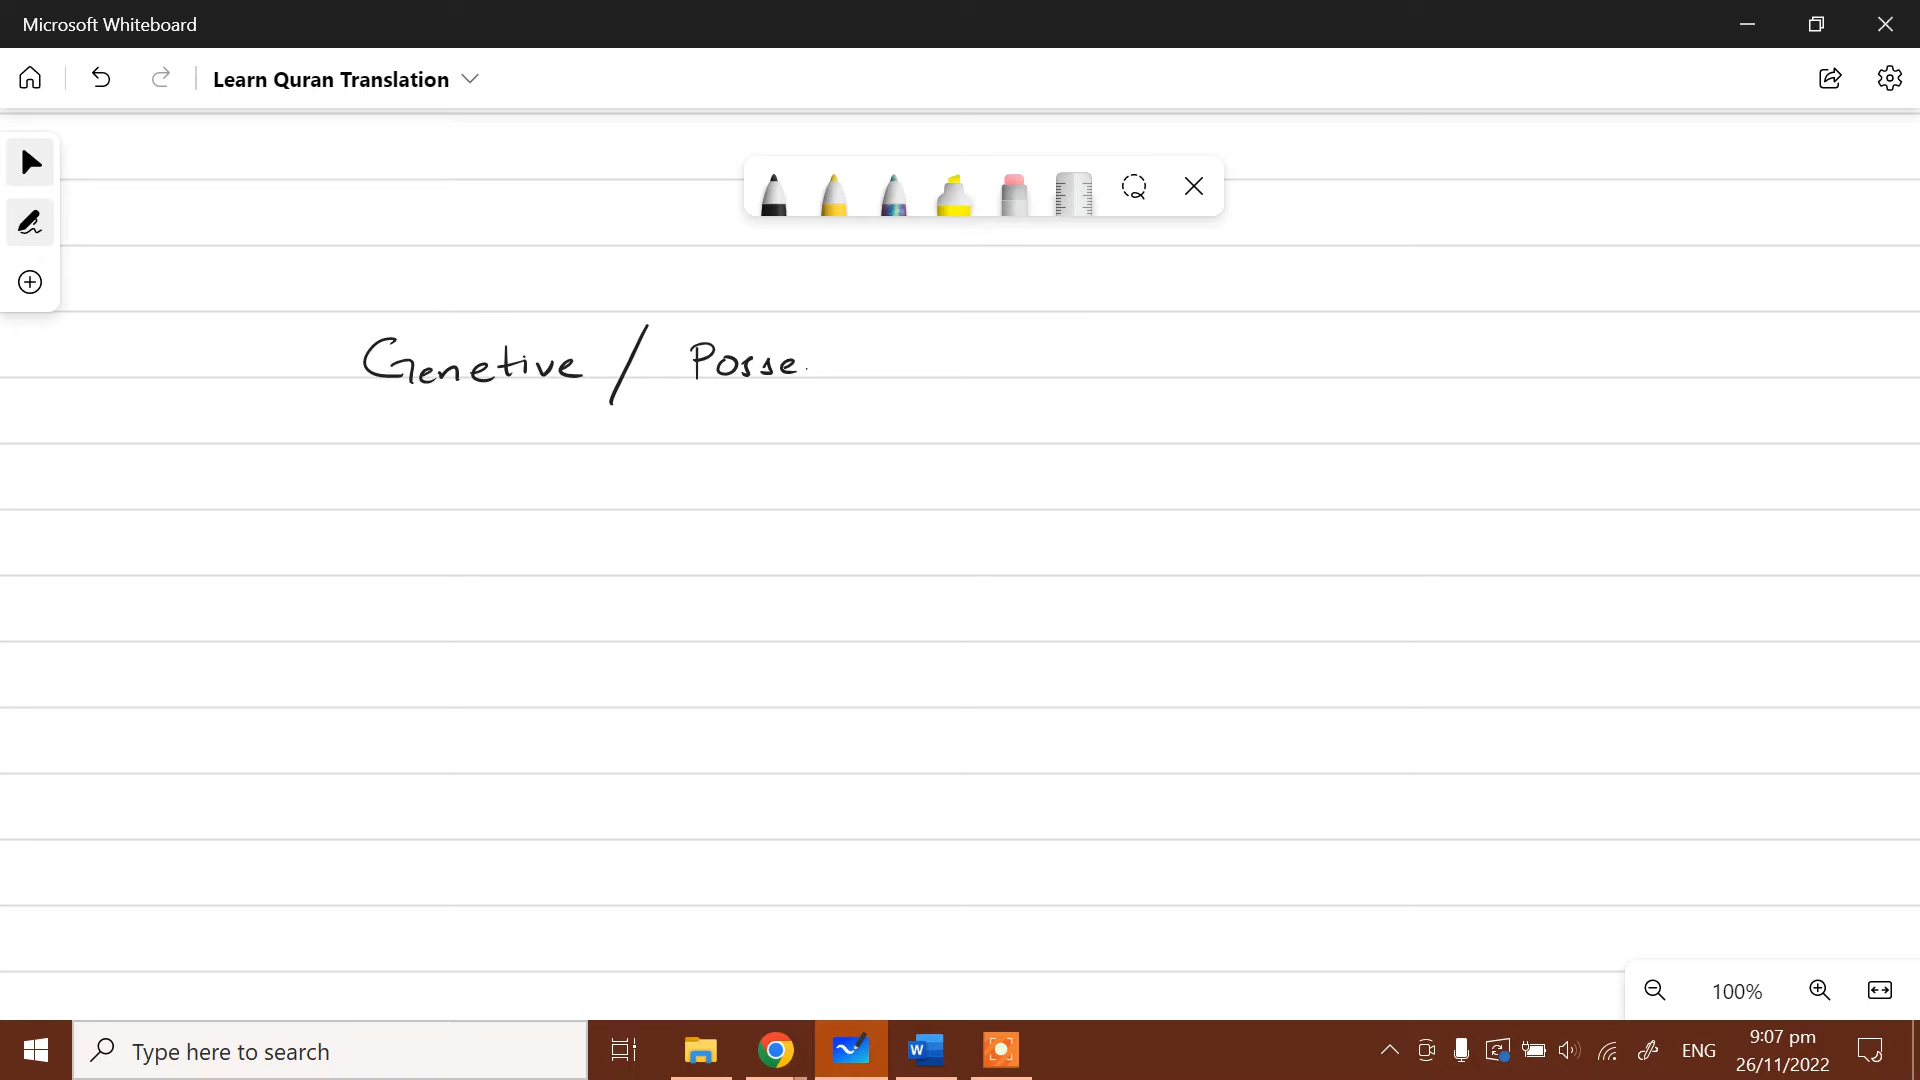 Microsoft Whiteboard
Learn Quran Translation
Genetive / Posse
100%
Type here to search
ENG
9:07 pm
26/11/2022